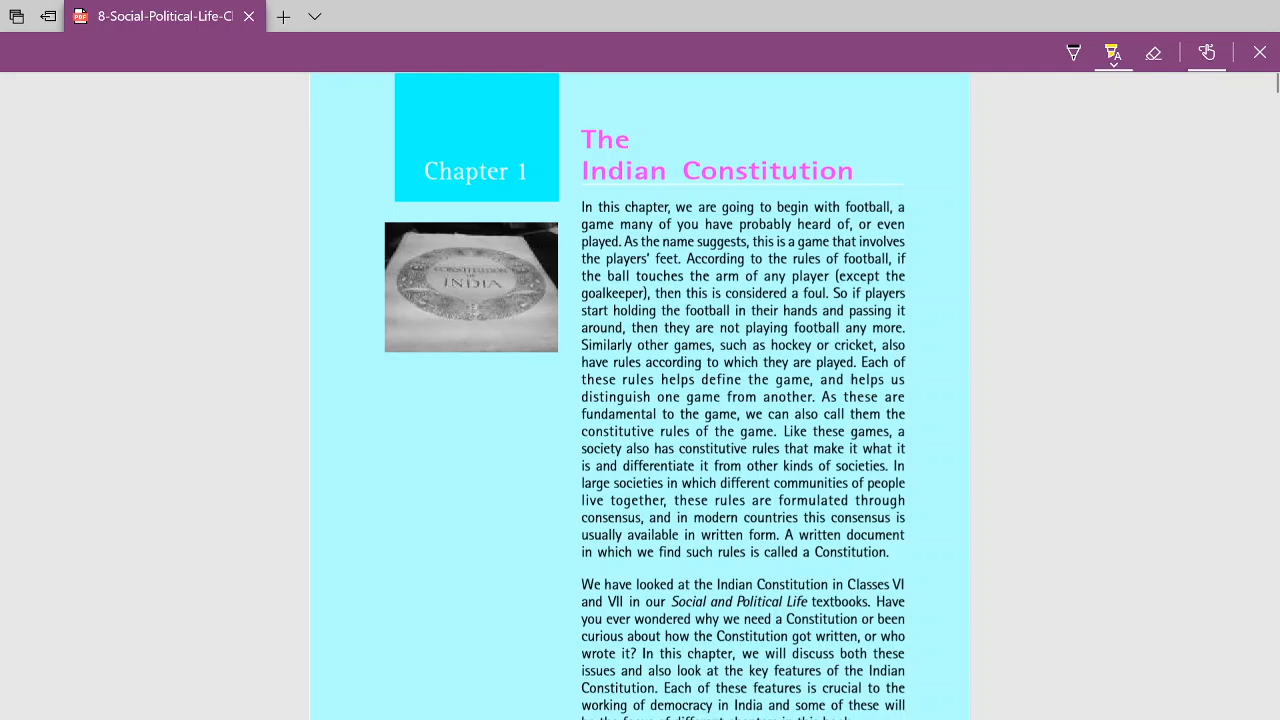 8-Social-Political-Life-Cl
PDF
Chapter 1
The
Indian Constitution
CONSTITUTION
OF
INDIA
In this chapter, we are going to begin with football, a
game many of you have probably heard of, or even
played. As the name suggests, this is a game that involves
the players' feet. According to the rules of football, if
the ball touches the arm of any player (except the
goalkeeper), then this is considered a foul. So if players
start holding the football in their hands and passing it
around, then they are not playing football any more.
Similarly other games, such as hockey or cricket, also
have rules according to which they are played. Each of
these rules helps define the game, and helps us
distinguish one game from another. As these are
fundamental to the game, we can also call them the
constitutive rules of the game. Like these games, a
society also has constitutive rules that make it what it
is and differentiate it from other kinds of societies. In
large societies in which different communities of people
live together, these rules are formulated through
consensus, and in modern countries this consensus is
usually available in written form. A written document
in which we find such rules is called a Constitution.
We have looked at the Indian Constitution in Classes VI
and VII in our Social and Political Life textbooks. Have
you ever wondered why we need a Constitution or been
curious about how the Constitution got written, or who
wrote it? In this chapter, we will discuss both these
issues and also look at the key features of the Indian
Constitution. Each of these features is crucial to the
working of democracy in India and some of these will
be the focus of different chapters in this book.